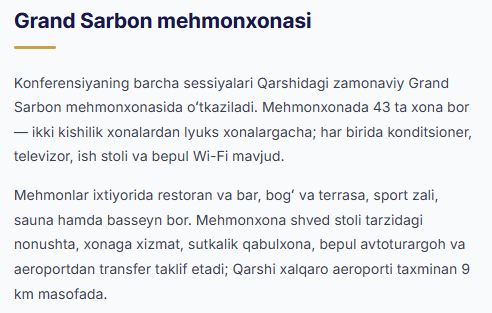 Grand Sarbon mehmonxonasi
Konferensiyaning barcha sessiyalari Qarshidagi zamonaviy Grand
Sarbon mehmonxonasida oʻtkaziladi. Mehmonxonada 43 ta xona bor
— ikki kishilik xonalardan lyuks xonalargacha; har birida konditsioner,
televizor, ish stoli va bepul Wi-Fi mavjud.
Mehmonlar ixtiyorida restoran va bar, bogʻ va terrasa, sport zali,
sauna hamda basseyn bor. Mehmonxona shved stoli tarzidagi
nonushta, xonaga xizmat, sutkalik qabulxona, bepul avtoturargoh va
aeroportdan transfer taklif etadi; Qarshi xalqaro aeroporti taxminan 9
km masofada.